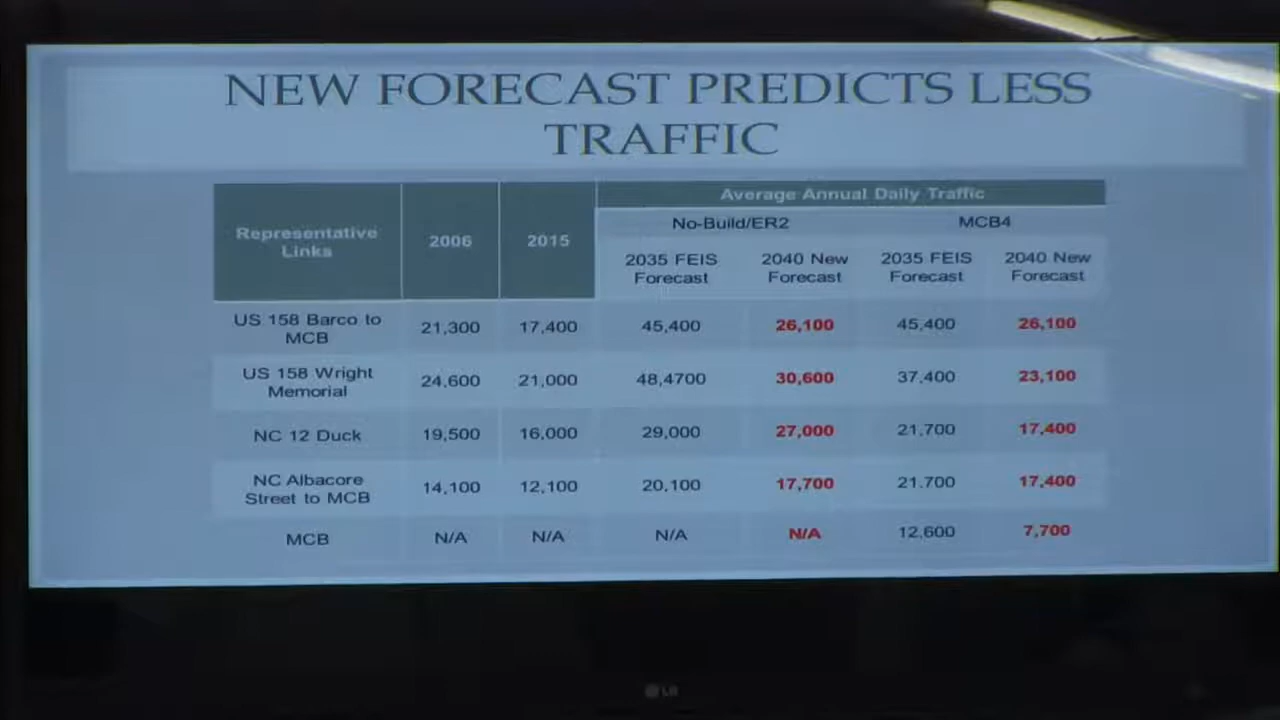 NEW FORECAST PREDICTS LESS
TRAFFIC
Average Annual Daily Traffic
Representative
Links
2006
2015
No-Build/ER2
MCB4
2035 FEIS
Forecast
2040 New
Forecast
2035 FEIS
Forecast
2040 New
Forecast
US 158 Barco to
MCB
21,300
17,400
45,400
26,100
45,400
26,100
US 158 Wright
Memorial
24,600
21,000
48,4700
30,600
37,400
23,100
NC 12 Duck
19,500
16,000
29,000
27,000
21,700
17,400
NC Albacore
Street to MCB
14,100
12,100
20,100
17,700
21.700
17,400
MCB
N/A
N/A
N/A
N/A
12,600
7,700
LG